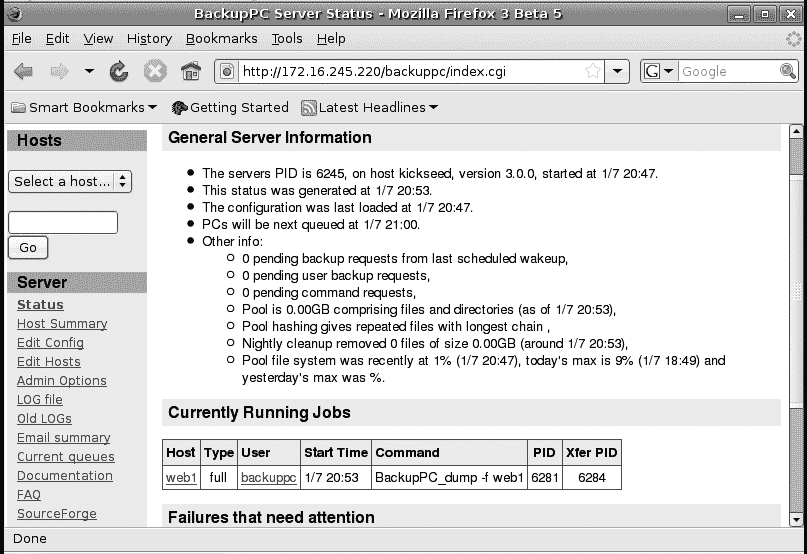 BackupPC Server Status - Mozilla Firefox 3 Beta 5
File Edit View History Bookmarks Tools Help
http://172.16.245.220/backuppc/index.cgi
G Google
Smart Bookmarks Getting Started Latest Headlines
Hosts
Select a host...
Go
Server
Status
Host Summary
Edit Config
Edit Hosts
Admin Options
LOG file
Old LOGs
Email summary
Current queues
Documentation
FAQ
SourceForge
General Server Information
The servers PID is 6245, on host kickseed, version 3.0.0, started at 1/7 20:47.
This status was generated at 1/7 20:53.
The configuration was last loaded at 1/7 20:47.
PCs will be next queued at 1/7 21:00.
Other info:
0 pending backup requests from last scheduled wakeup,
0 pending user backup requests,
0 pending command requests,
Pool is 0.00GB comprising files and directories (as of 1/7 20:53),
Pool hashing gives repeated files with longest chain ,
Nightly cleanup removed 0 files of size 0.00GB (around 1/7 20:53),
Pool file system was recently at 1% (1/7 20:47), today's max is 9% (1/7 18:49) and
yesterday's max was %.
Currently Running Jobs
Host Type User Start Time Command PID Xfer PID
web1 full backuppc 1/7 20:53 BackupPC_dump -f web1 6281 6284
Failures that need attention
Done